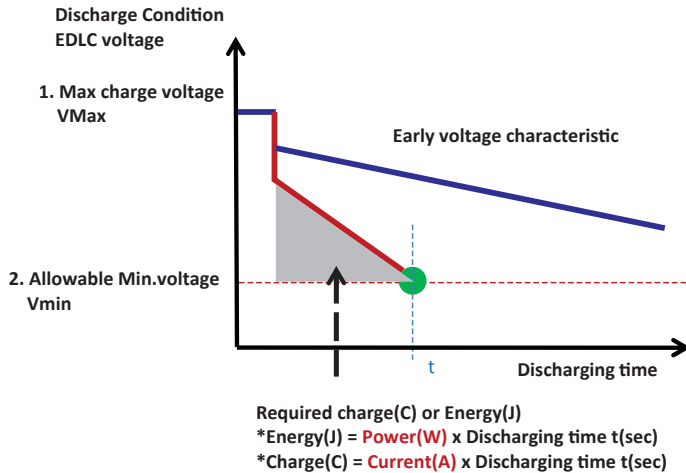 Discharge Condition
EDLC voltage
1. Max charge voltage
VMax
Early voltage characteristic
2. Allowable Min.voltage
Vmin
t
Discharging time
Required charge(C) or Energy(J)
*Energy(J) = Power(W) x Discharging time t(sec)
*Charge(C) = Current(A) x Discharging time t(sec)